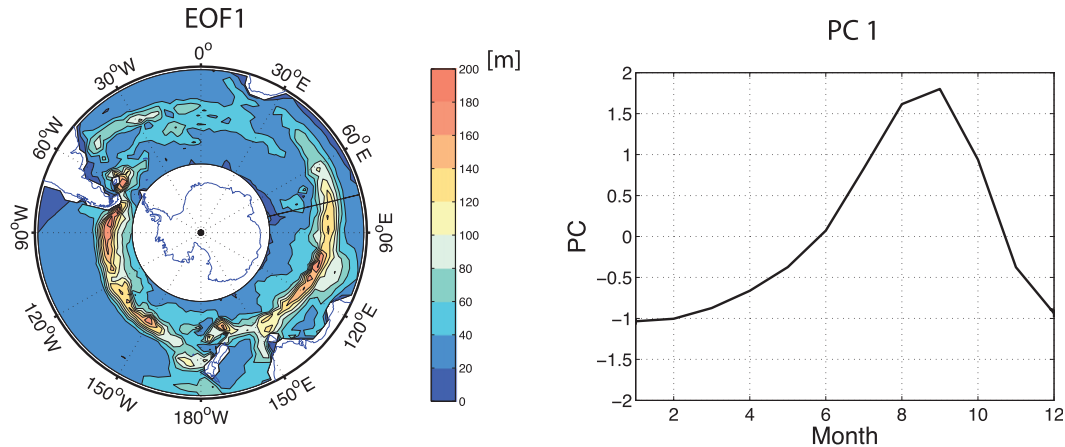 EOF1
0°
30°E
60°E
90°E
120°E
150°E
180°W
150°W
120°W
90°W
60°W
30°W
[m]
200
180
160
140
120
100
80
60
40
20
0
PC 1
PC
2
1.5
1
0.5
0
−0.5
−1
−1.5
−2
2 4 6 8 10 12
Month